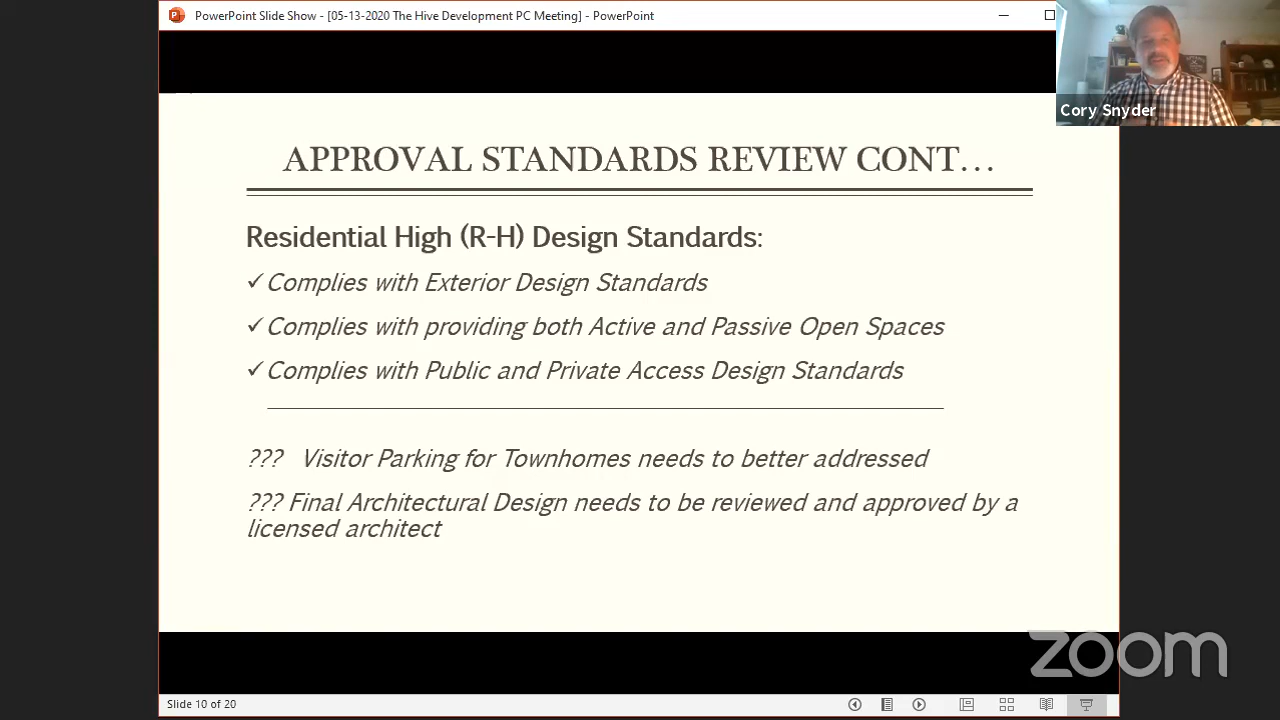 PowerPoint Slide Show - [05-13-2020 The Hive Development PC Meeting] - PowerPoint
Cory Snyder
APPROVAL STANDARDS REVIEW CONT…
Residential High (R-H) Design Standards:
✓ Complies with Exterior Design Standards
✓ Complies with providing both Active and Passive Open Spaces
✓ Complies with Public and Private Access Design Standards
??? Visitor Parking for Townhomes needs to better addressed
??? Final Architectural Design needs to be reviewed and approved by a
licensed architect
zoom
Slide 10 of 20